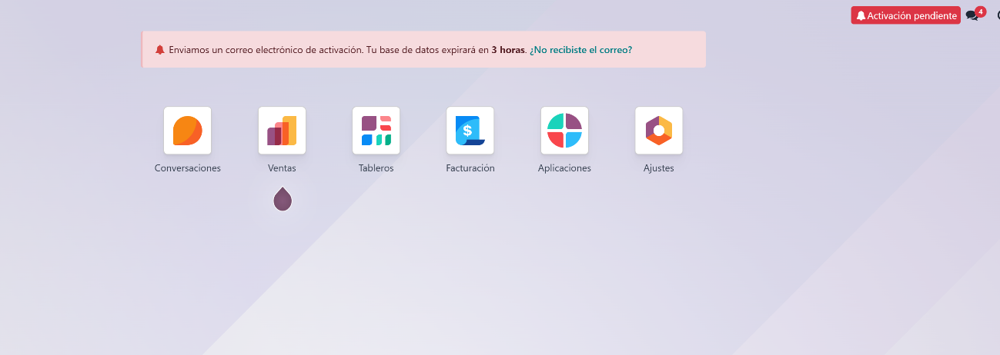 Activación pendiente
4
Enviamos un correo electrónico de activación. Tu base de datos expirará en 3 horas. ¿No recibiste el correo?
$
Conversaciones
Ventas
Tableros
Facturación
Aplicaciones
Ajustes